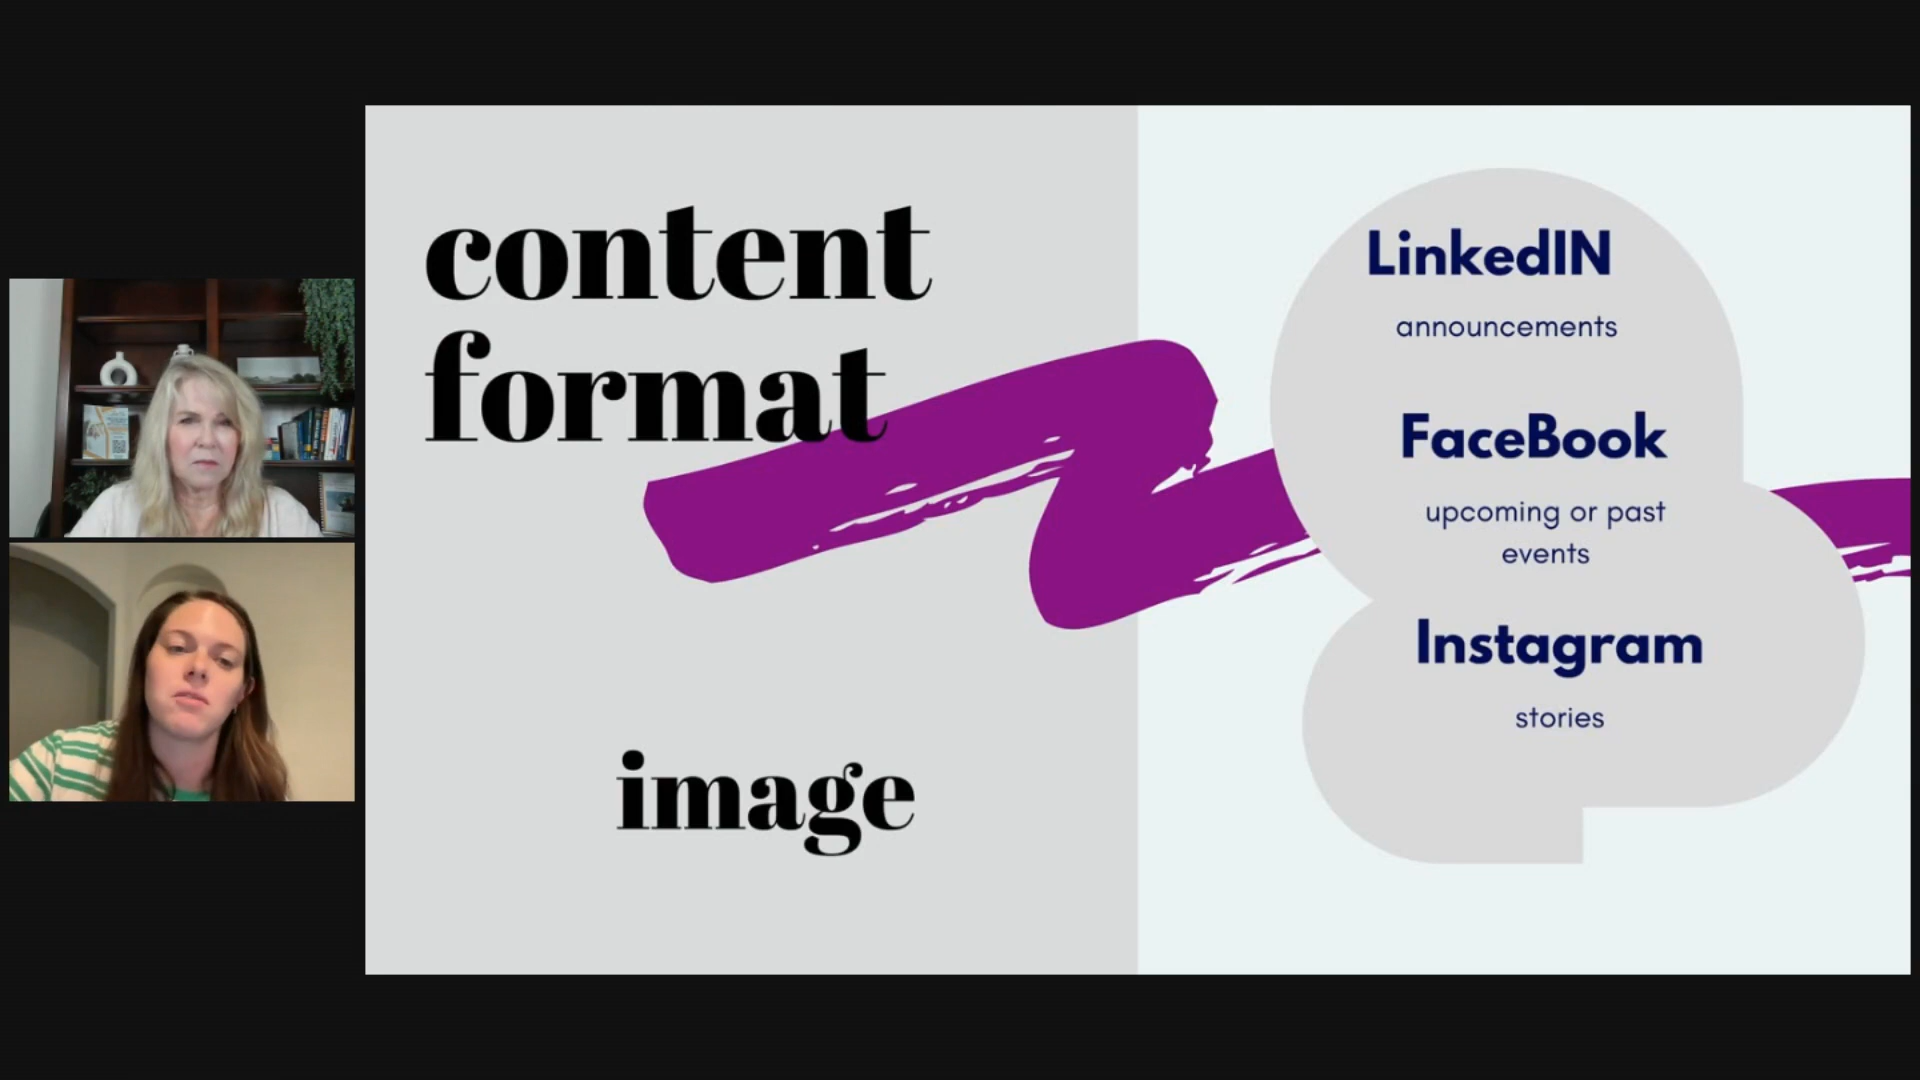 content
format
image
LinkedIN
announcements
FaceBook
upcoming or past
events
Instagram
stories